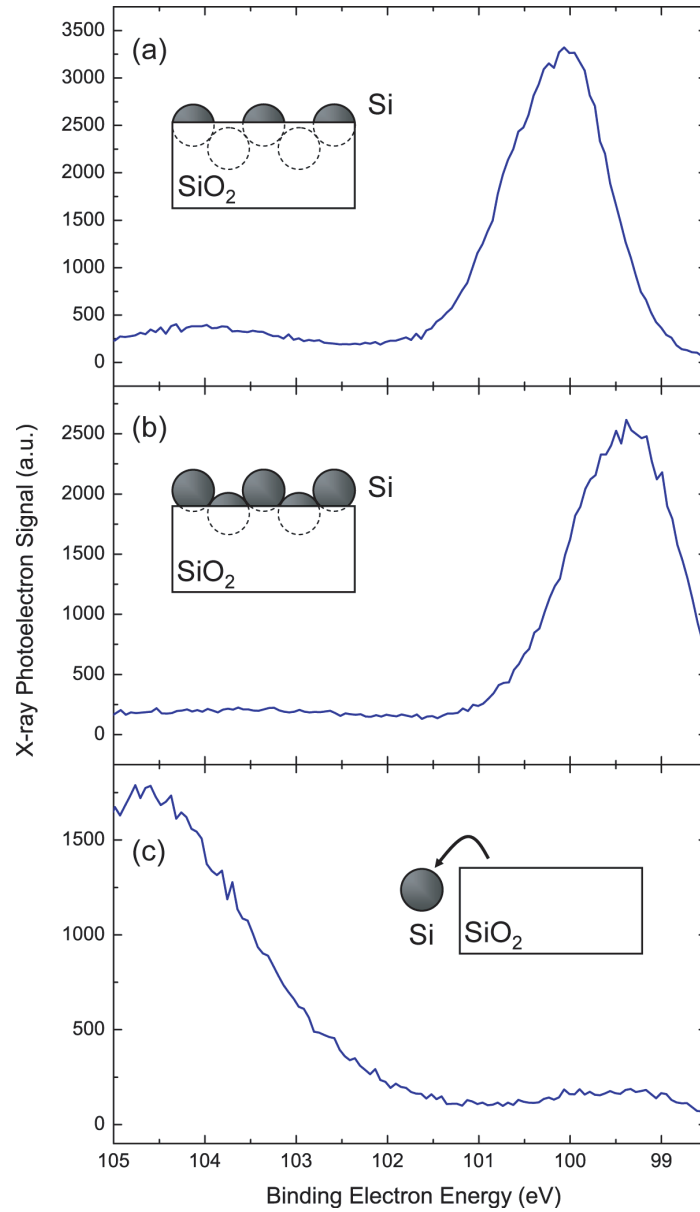 X-ray Photoelectron Signal (a.u.)
(a)
3500
3000
2500
2000
1500
1000
500
0
Si
SiO₂
(b)
2500
2000
1500
1000
500
0
Si
SiO₂
(c)
1500
1000
500
0
Si
SiO₂
105 104 103 102 101 100 99
Binding Electron Energy (eV)